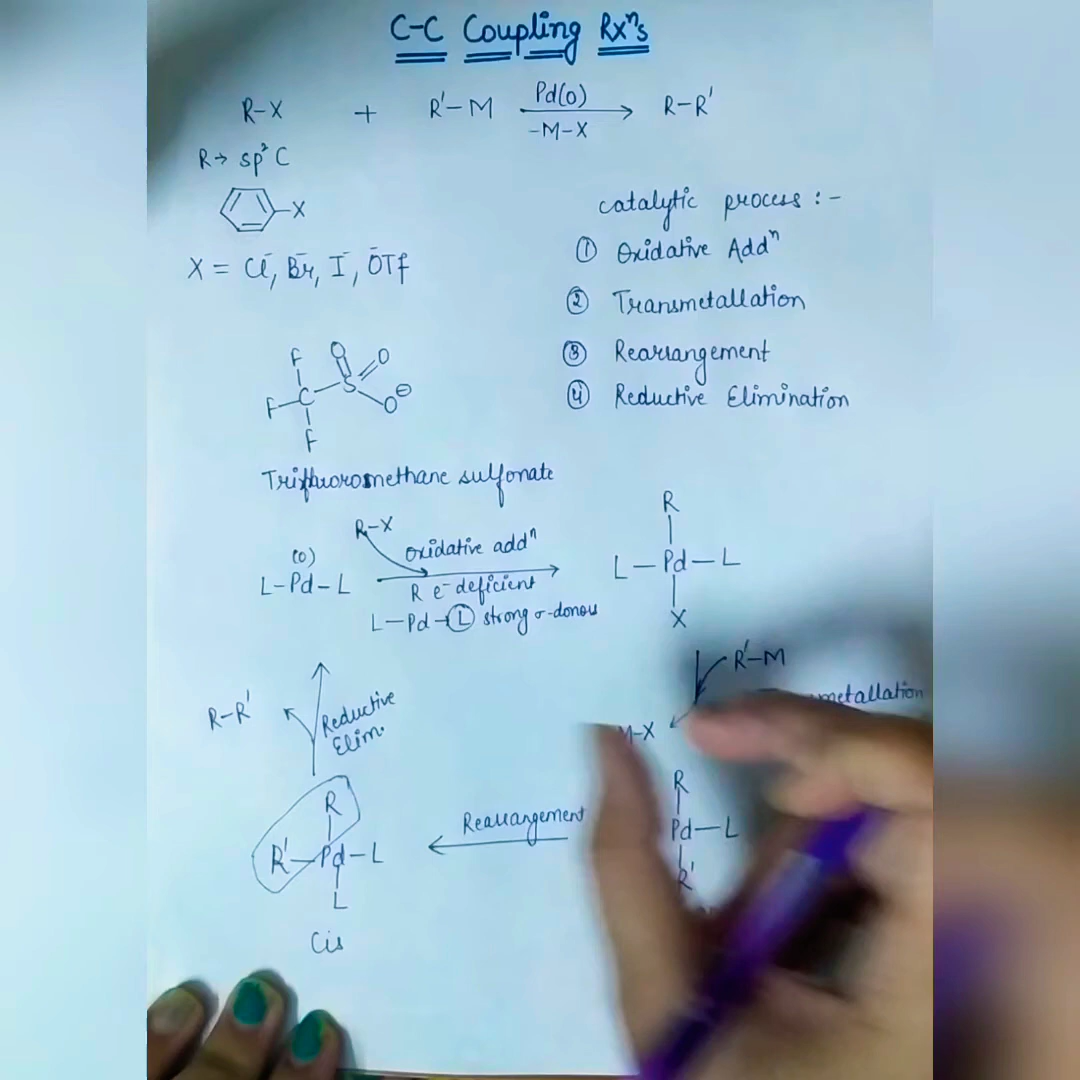 C-C Coupling Rxⁿs
R-X + R'-M Pd(0) -M-X R-R'
R→ sp² C
-X
X = Cl⁻, Br⁻, I⁻, OTf⁻
catalytic process :-
① Oxidative Addⁿ
② Transmetallation
③ Rearrangement
④ Reductive Elimination
F O O
F C S O⊖
F
Trifluoromethane sulfonate
R-X oxidative addⁿ
(0)
L-Pd-L
R e⁻ deficient
L-Pd-L strong σ-donor
R
L-Pd-L
X
R'-M
metallation
M-X
R-R' Reductive Elim.
R
R'-Pd-L
L
Cis
Rearrangement
R
Pd-L
R'